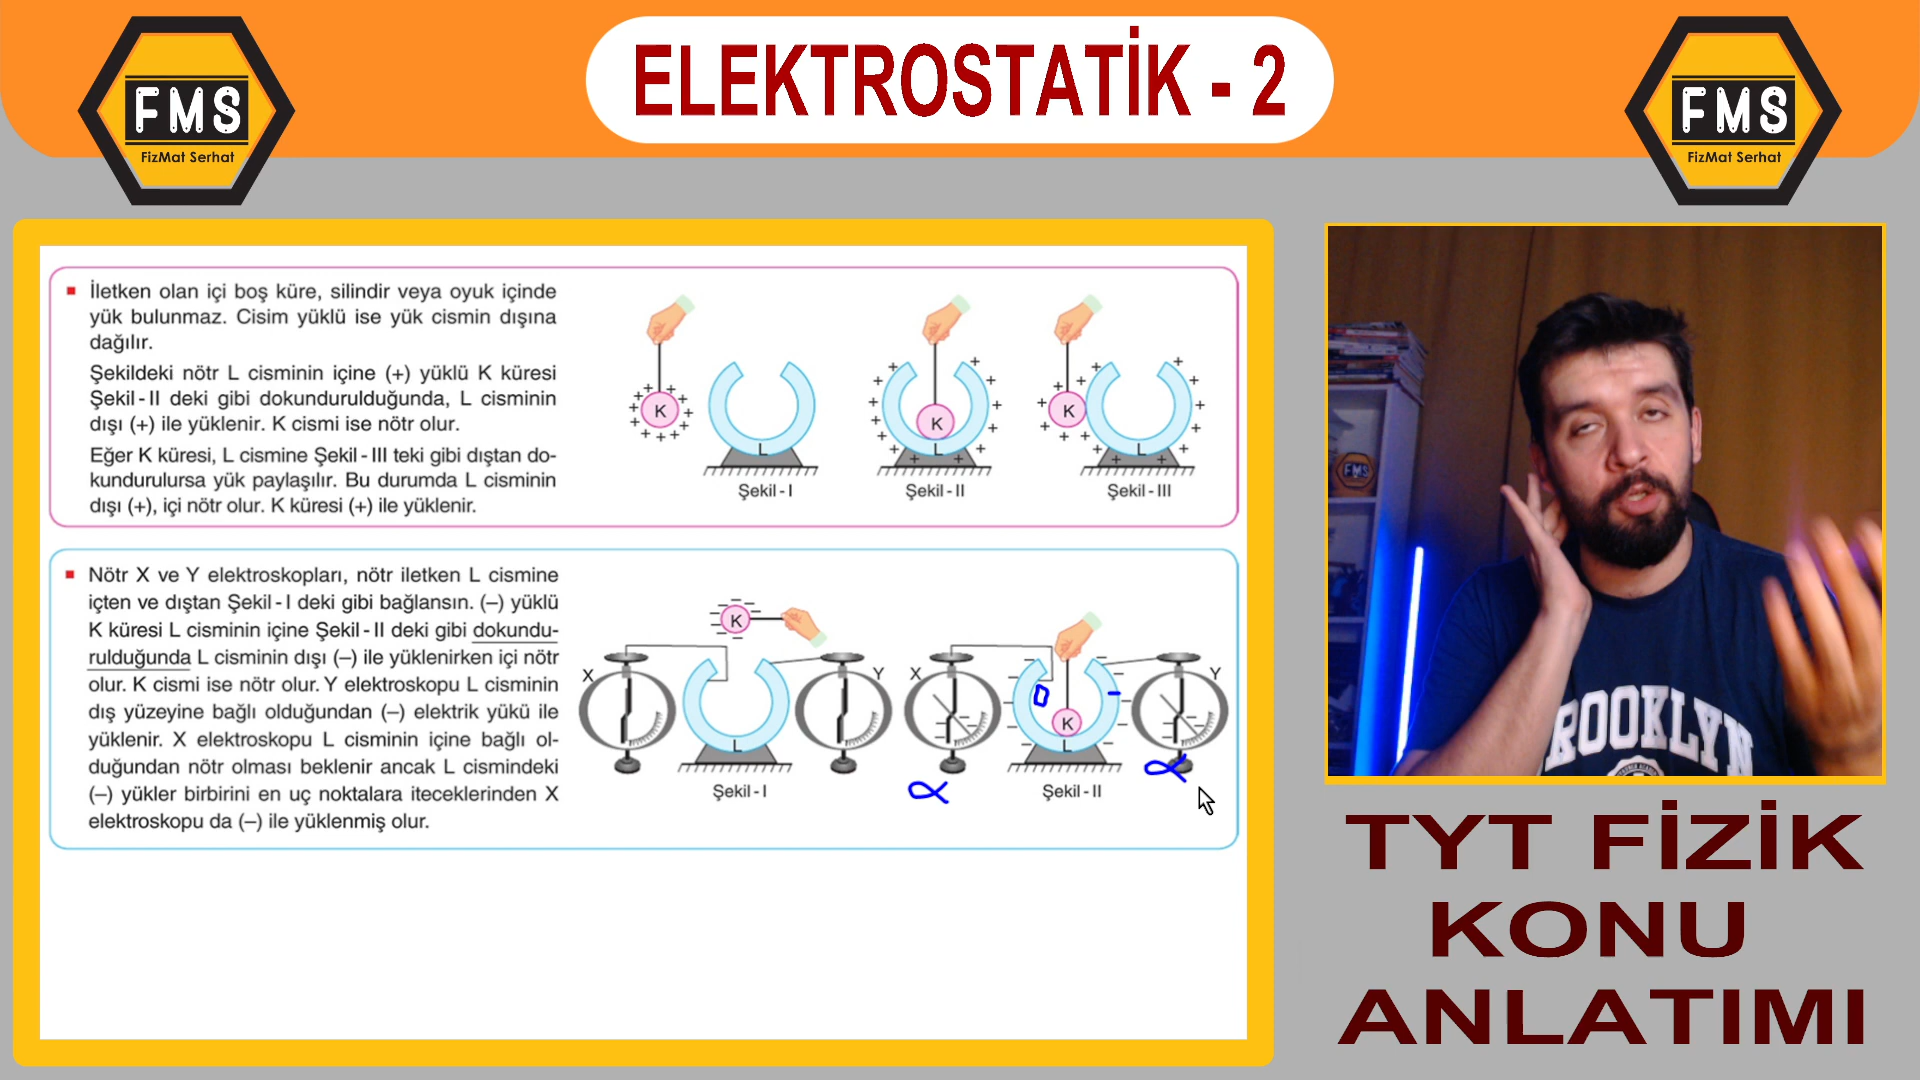 ELEKTROSTATİK - 2
FMS
FizMat Serhat
FMS
FizMat Serhat
İletken olan içi boş küre, silindir veya oyuk içinde
yük bulunmaz. Cisim yüklü ise yük cismin dışına
dağılır.
Şekildeki nötr L cisminin içine (+) yüklü K küresi
Şekil - II deki gibi dokundurulduğunda, L cisminin
dışı (+) ile yüklenir. K cismi ise nötr olur.
Eğer K küresi, L cismine Şekil - III teki gibi dıştan do-
kundurulursa yük paylaşılır. Bu durumda L cisminin
dışı (+), içi nötr olur. K küresi (+) ile yüklenir.
K
L
Şekil - I
K
L
Şekil - II
K
L
Şekil - III
Nötr X ve Y elektroskopları, nötr iletken L cismine
içten ve dıştan Şekil - I deki gibi bağlansın. (–) yüklü
K küresi L cisminin içine Şekil - II deki gibi dokundu-
rulduğunda L cisminin dışı (–) ile yüklenirken içi nötr
olur. K cismi ise nötr olur. Y elektroskopu L cisminin
dış yüzeyine bağlı olduğundan (–) elektrik yükü ile
yüklenir. X elektroskopu L cisminin içine bağlı ol-
duğundan nötr olması beklenir ancak L cismindeki
(–) yükler birbirini en uç noktalara iteceklerinden X
elektroskopu da (–) ile yüklenmiş olur.
K
X
Y
L
Şekil - I
X
Y
K
L
Şekil - II
FMS
BROOKLYN
TYT FİZİK
KONU
ANLATIMI